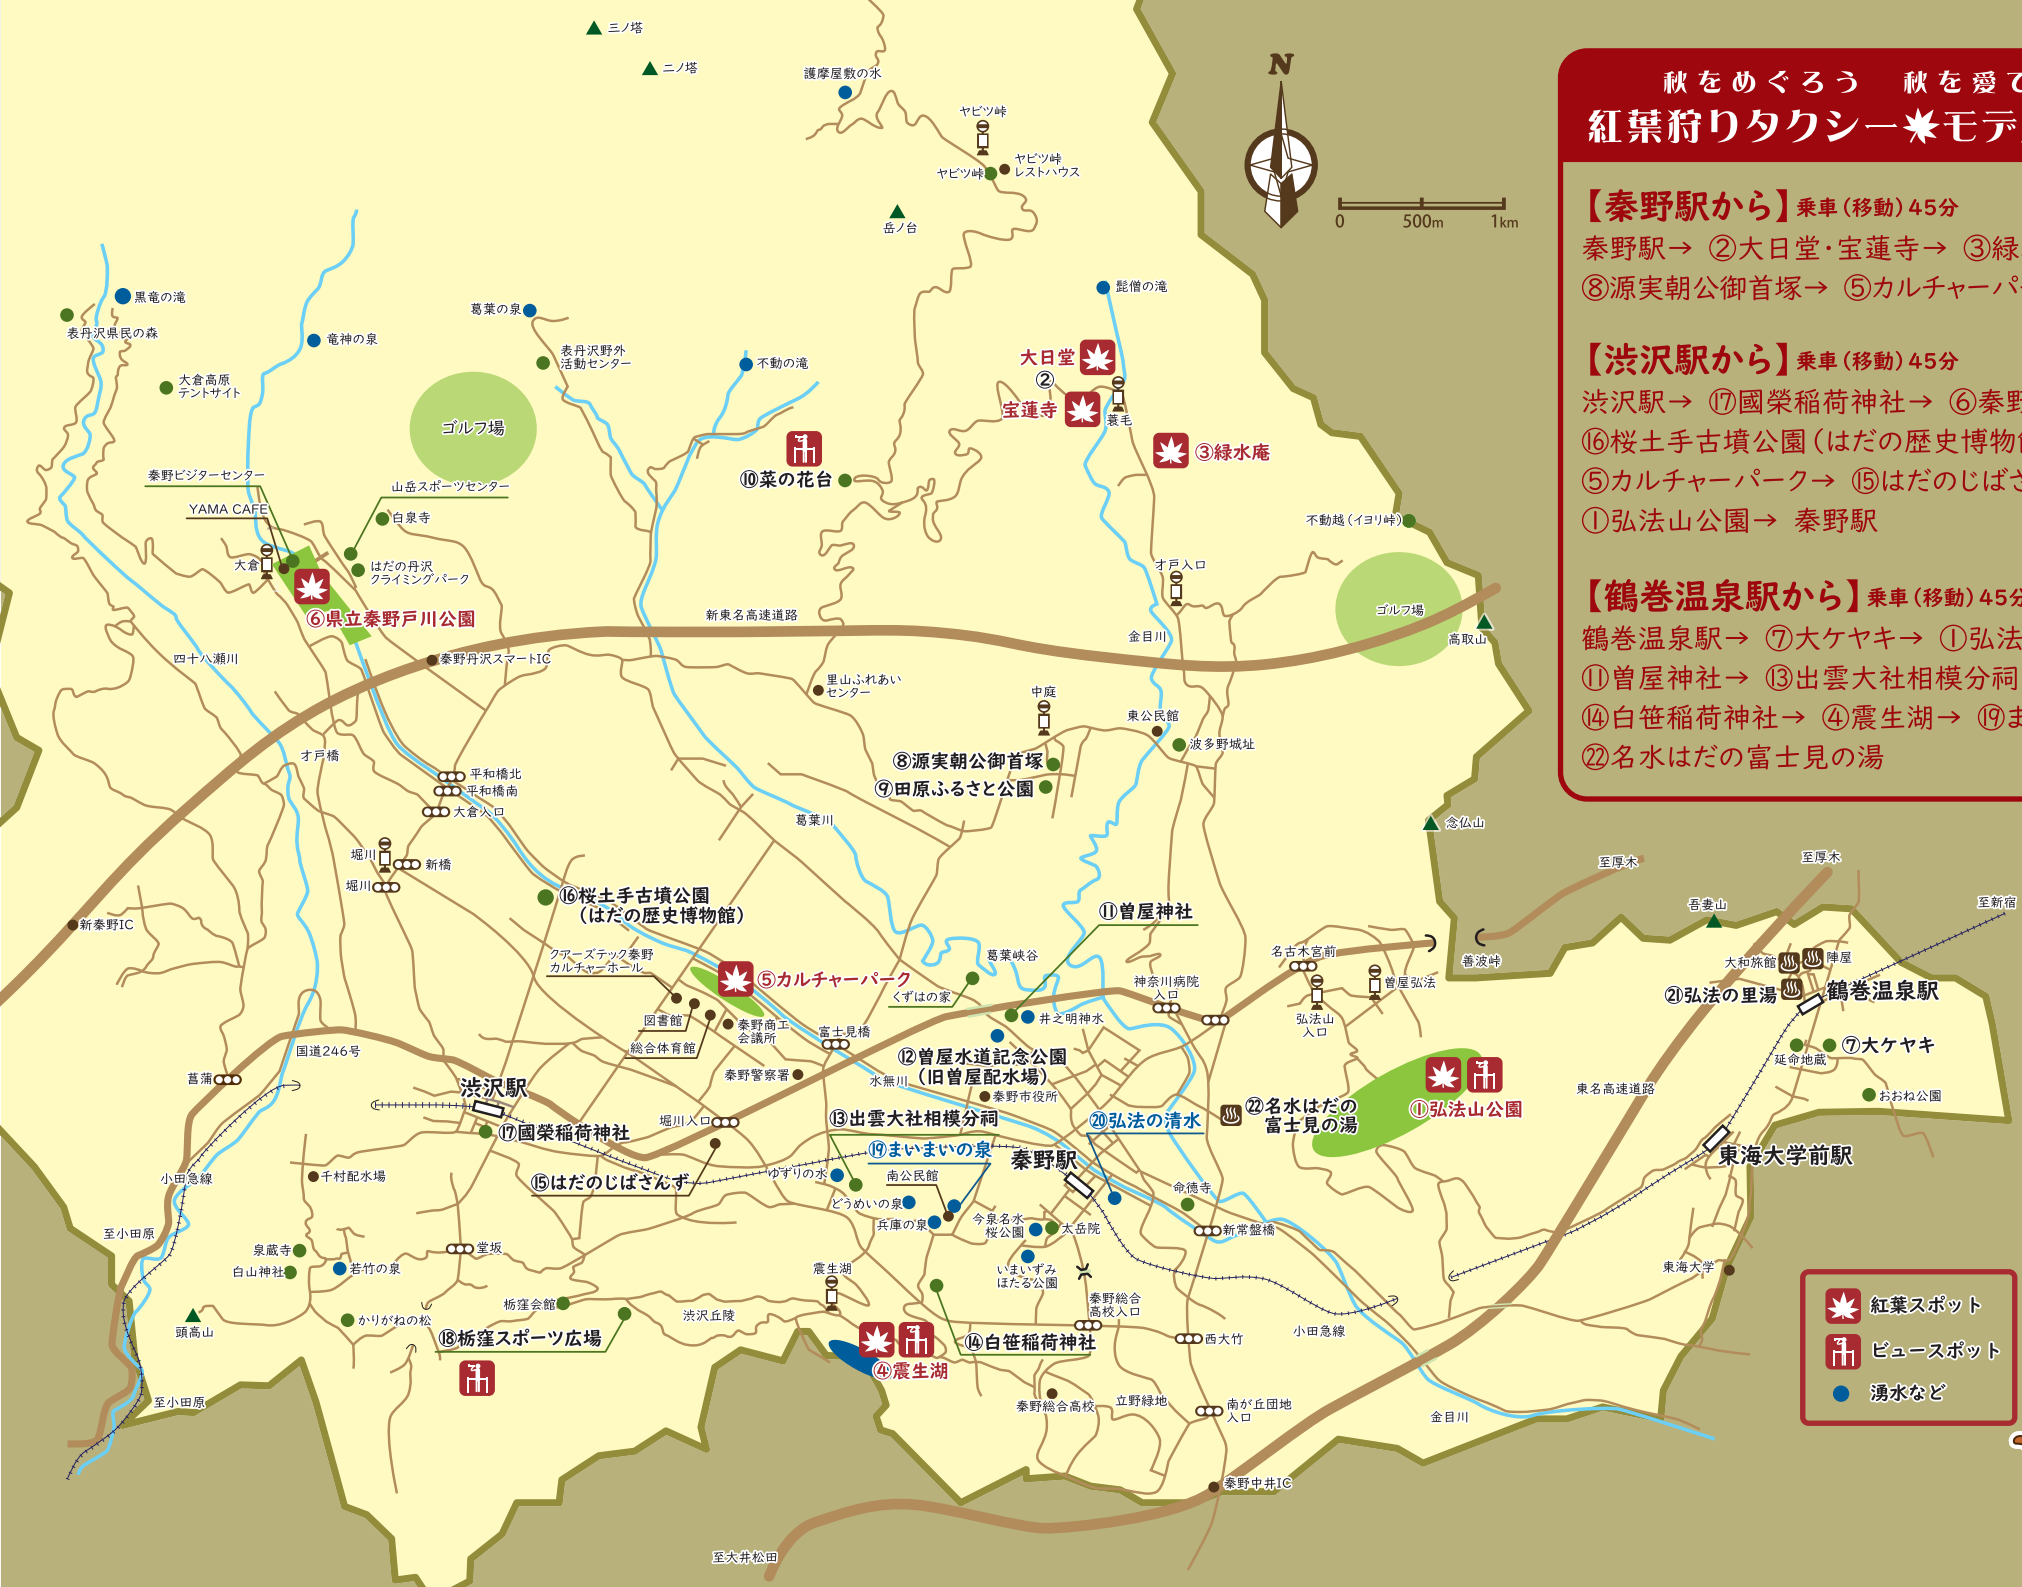 三ノ塔
二ノ塔
護摩屋敷の水
ヤビツ峠
ヤビツ峠
ヤビツ峠
レストハウス
岳ノ台
N
0 500m 1km
秋をめぐろう 秋を愛で
紅葉狩りタクシー モデ
【秦野駅から】乗車(移動)45分
秦野駅→ ②大日堂・宝蓮寺→ ③緑
⑧源実朝公御首塚→ ⑤カルチャーパー
【渋沢駅から】乗車(移動)45分
渋沢駅→ ⑰國榮稲荷神社→ ⑥秦野
⑯桜土手古墳公園(はだの歴史博物館
⑤カルチャーパーク→ ⑮はだのじばさ
①弘法山公園→ 秦野駅
【鶴巻温泉駅から】乗車(移動)45分
鶴巻温泉駅→ ⑦大ケヤキ→ ①弘法
⑪曽屋神社→ ⑬出雲大社相模分祠
⑭白笹稲荷神社→ ④震生湖→ ⑲ま
㉒名水はだの富士見の湯
黒竜の滝
表丹沢県民の森
竜神の泉
大倉高原
テントサイト
葛葉の泉
表丹沢野外
活動センター
不動の滝
髭僧の滝
大日堂
②
宝蓮寺
蓑毛
③緑水庵
ゴルフ場
⑩菜の花台
秦野ビジターセンター
山岳スポーツセンター
YAMA CAFE
白泉寺
大倉
はだの丹沢
クライミングパーク
⑥県立秦野戸川公園
不動越(イヨリ峠)
才戸入口
ゴルフ場
高取山
新東名高速道路
金目川
四十八瀬川
秦野丹沢スマートIC
里山ふれあい
センター
中庭
東公民館
波多野城址
才戸橋
⑧源実朝公御首塚
⑨田原ふるさと公園
平和橋北
平和橋南
大倉入口
葛葉川
念仏山
堀川
新橋
堀川
⑯桜土手古墳公園
(はだの歴史博物館)
新秦野IC
⑪曽屋神社
至厚木
至厚木
吾妻山
至新宿
クアーズテック秦野
カルチャーホール
⑤カルチャーパーク
葛葉峡谷
くずはの家
神奈川病院
入口
名古木宮前
曽屋弘法
弘法山
入口
善波峠
大和旅館
陣屋
㉑弘法の里湯
鶴巻温泉駅
図書館
秦野商工
会議所
総合体育館
富士見橋
井之明神水
国道246号
⑫曽屋水道記念公園
(旧曽屋配水場)
延命地蔵
⑦大ケヤキ
菖蒲
渋沢駅
秦野警察署
水無川
秦野市役所
東名高速道路
おおね公園
①弘法山公園
㉒名水はだの
富士見の湯
堀川入口
⑬出雲大社相模分祠
⑳弘法の清水
⑰國榮稲荷神社
⑲まいまいの泉
秦野駅
東海大学前駅
小田急線
千村配水場
⑮はだのじばさんず
ゆずりの水
南公民館
どうめいの泉
兵庫の泉
命徳寺
今泉名水
桜公園
太岳院
新常盤橋
至小田原
泉蔵寺
白山神社
若竹の泉
堂坂
震生湖
いまいずみ
ほたる公園
東海大学
秦野総合
高校入口
頭高山
かりがねの松
栃窪会館
⑱栃窪スポーツ広場
渋沢丘陵
④震生湖
⑭白笹稲荷神社
西大竹
小田急線
紅葉スポット
ビュースポット
湧水など
至小田原
秦野総合高校
立野緑地
南が丘団地
入口
金目川
秦野中井IC
至大井松田